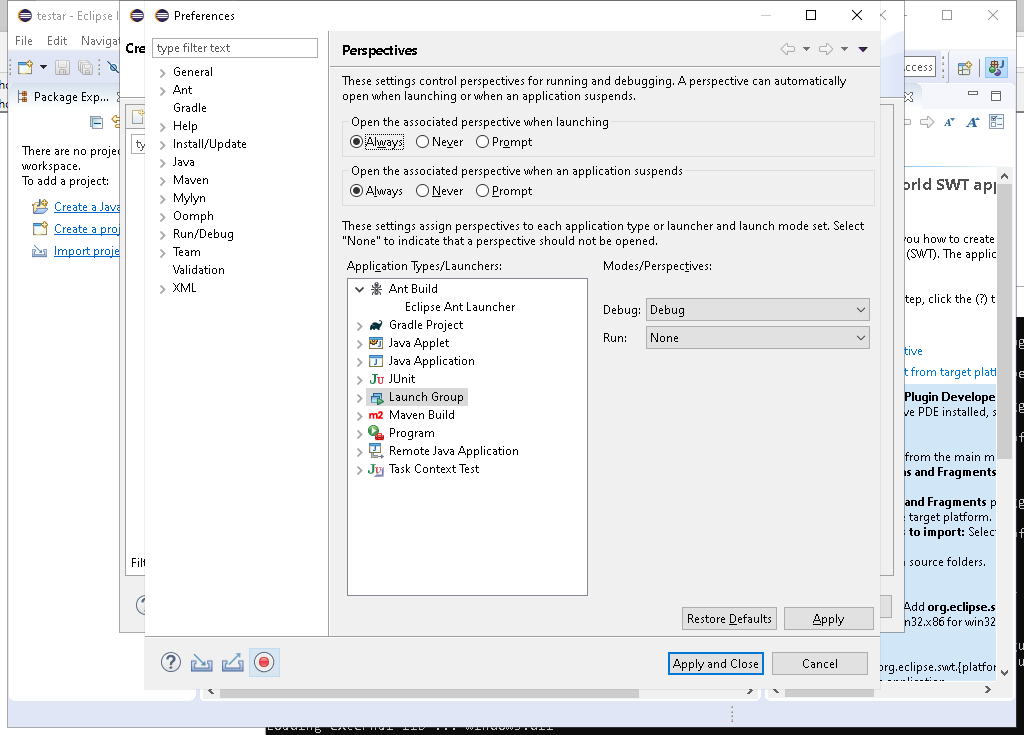 testar - Eclipse
Preferences
File Edit Naviga
Cre
type filter text
Perspectives
ccess
Package Exp...
General
Ant
Gradle
Help
Install/Update
Java
Maven
Mylyn
Oomph
Run/Debug
Team
Validation
XML
These settings control perspectives for running and debugging. A perspective can automatically
open when launching or when an application suspends.
Open the associated perspective when launching
Always Never Prompt
Open the associated perspective when an application suspends
Always Never Prompt
These settings assign perspectives to each application type or launcher and launch mode set. Select
"None" to indicate that a perspective should not be opened.
Application Types/Launchers:
Modes/Perspectives:
Ant Build
Eclipse Ant Launcher
Gradle Project
Java Applet
Java Application
JUnit
Launch Group
Maven Build
Program
Remote Java Application
Task Context Test
Debug: Debug
Run: None
There are no projec
workspace.
To add a project:
Create a Java
Create a proj
Import proje
ty
Filt
Restore Defaults
Apply
Apply and Close
Cancel
orld SWT app
you how to create
(SWT). The applic
tep, click the (?) t
tive
t from target platf
Plugin Develope
ve PDE installed, s
from the main m
ns and Fragments
and Fragments p
target platform.
to import: Selec
source folders.
Add org.eclipse.s
n32.x86 for win32
org.eclipse.swt.{platfor
application
Loading external lib ... windows.dll